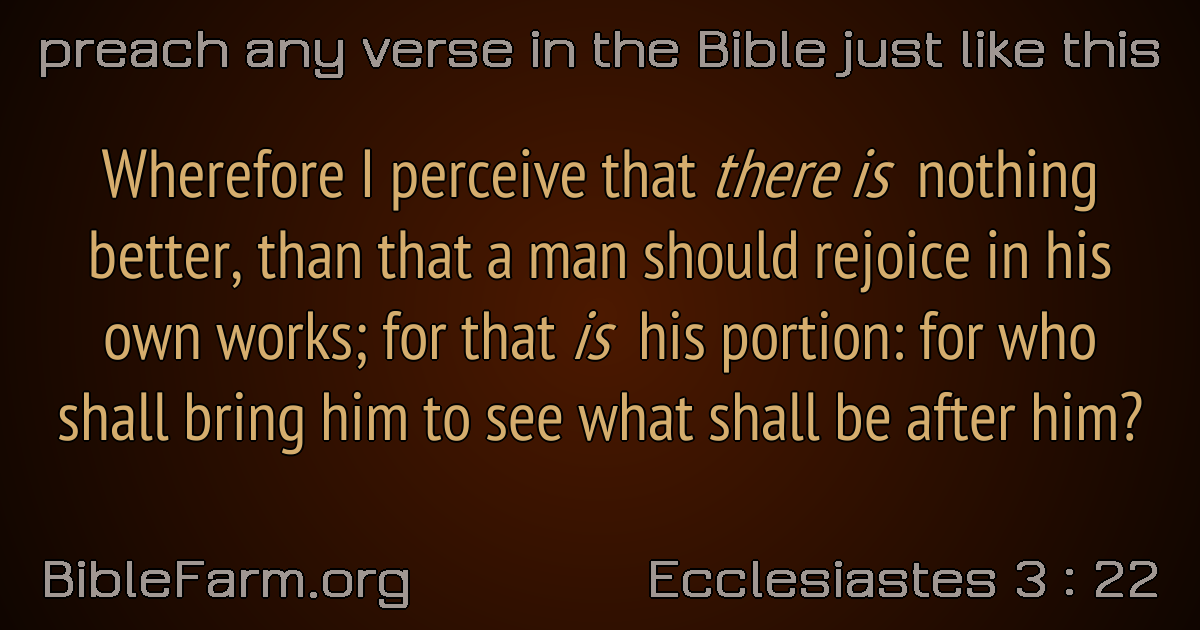 preach any verse in the Bible just like this
Wherefore I perceive that there is nothing
better, than that a man should rejoice in his
own works; for that is his portion: for who
shall bring him to see what shall be after him?
BibleFarm.org
Ecclesiastes 3 : 22